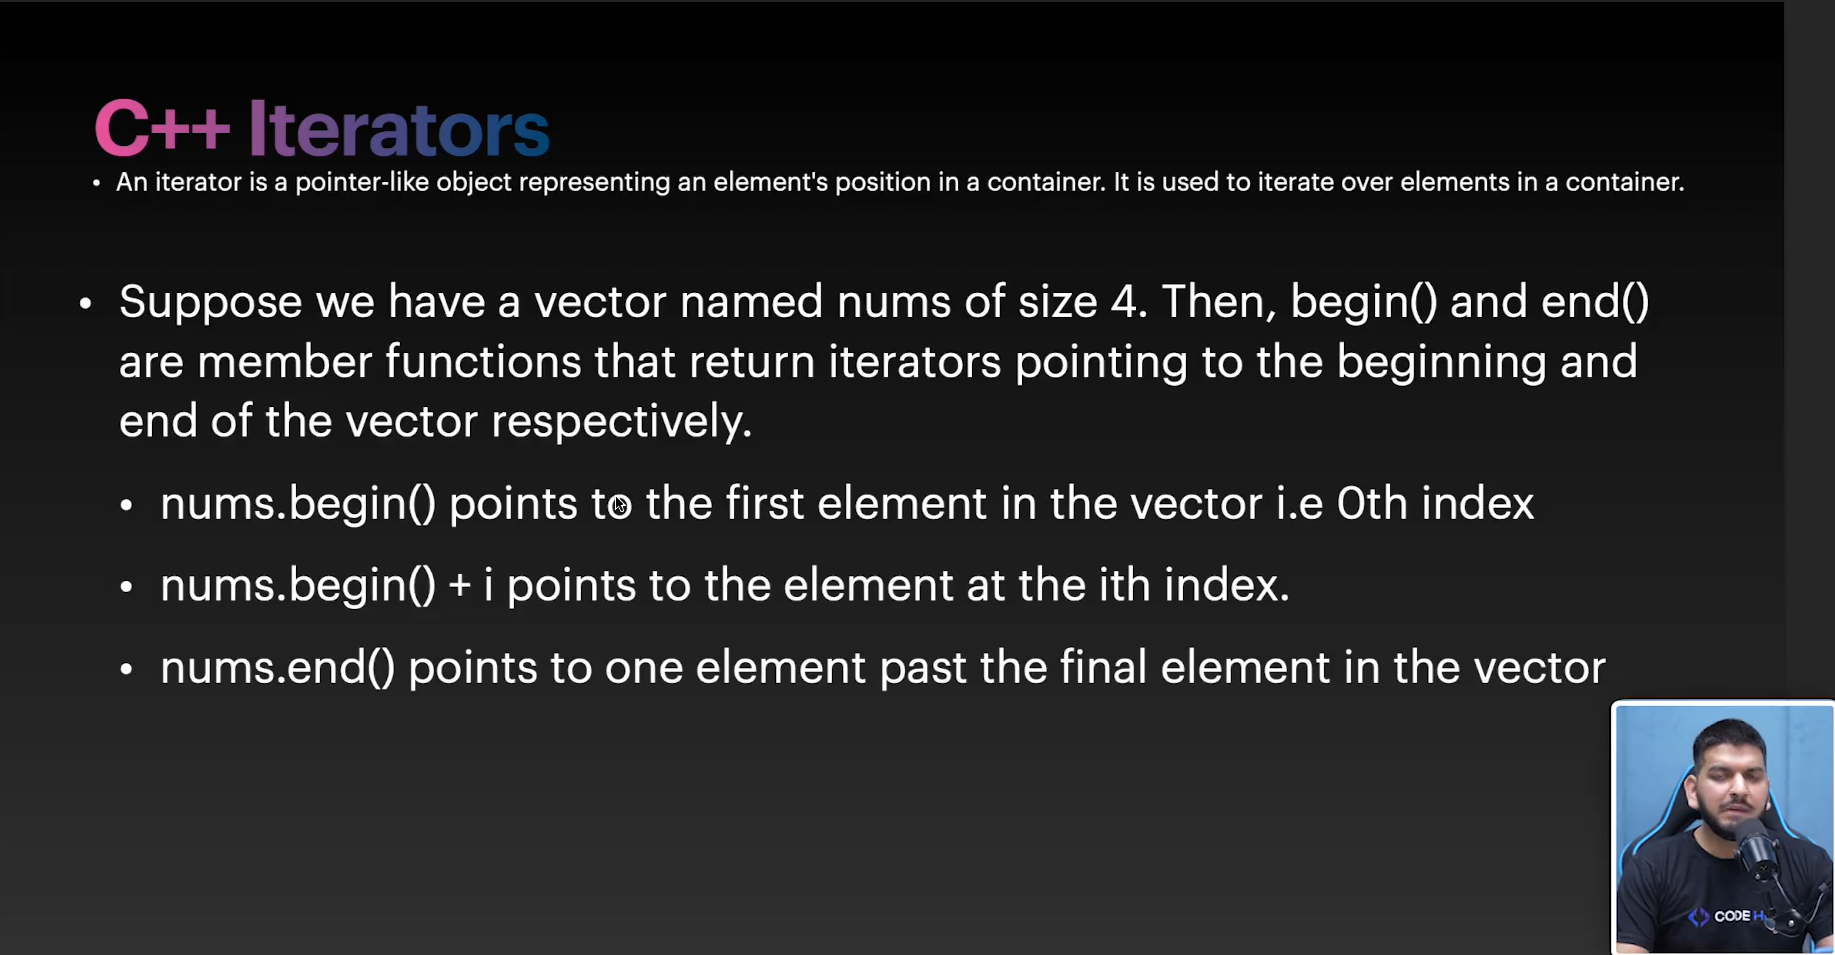 C++ Iterators
• An iterator is a pointer-like object representing an element's position in a container. It is used to iterate over elements in a container.
• Suppose we have a vector named nums of size 4. Then, begin() and end()
are member functions that return iterators pointing to the beginning and
end of the vector respectively.
• nums.begin() points to the first element in the vector i.e 0th index
• nums.begin() + i points to the element at the ith index.
• nums.end() points to one element past the final element in the vector
CODE H